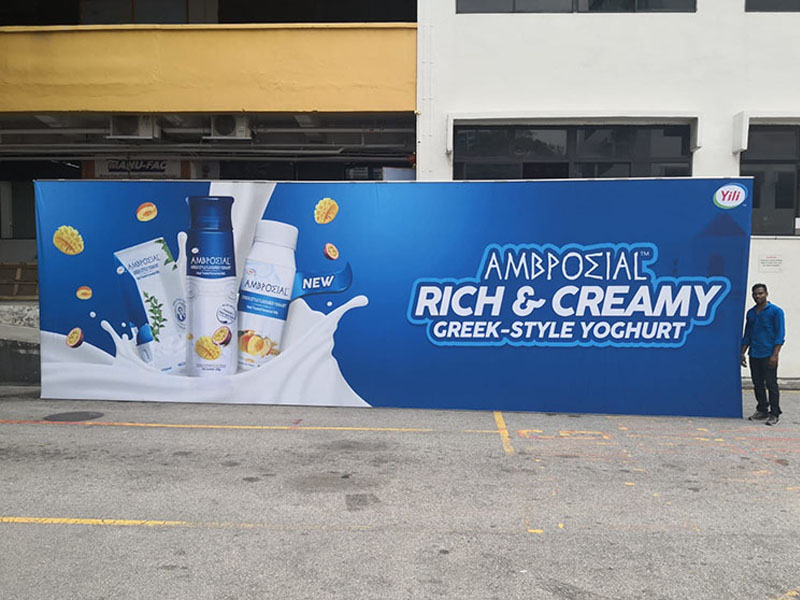 MANU-FAC
Yili
AMBPOΣIAL™
RICH & CREAMY
GREEK-STYLE YOGHURT
NEW
AMBPOΣIAL
AMBPOΣIAL
AMBPOΣIAL